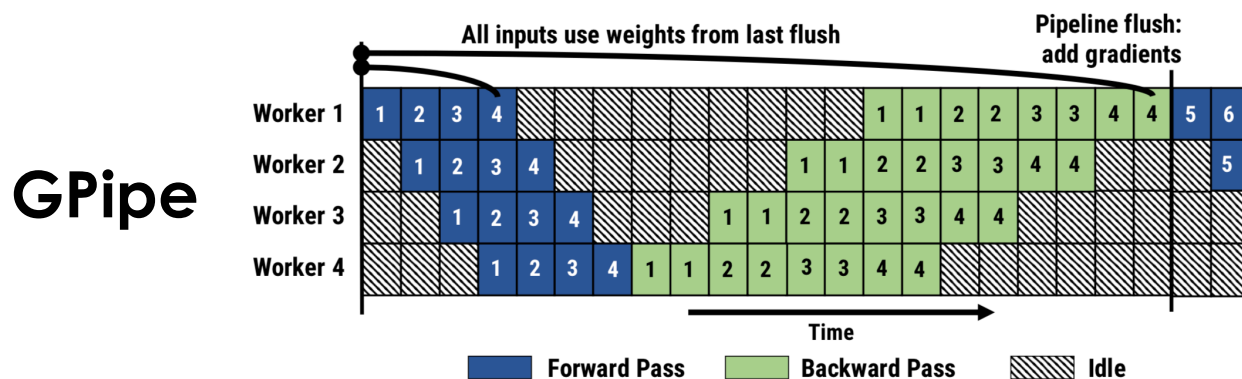 All inputs use weights from last flush
Pipeline flush:
add gradients
GPipe
Worker 1 1 2 3 4 1 1 2 2 3 3 4 4 5 6
Worker 2 1 2 3 4 1 1 2 2 3 3 4 4 5
Worker 3 1 2 3 4 1 1 2 2 3 3 4 4
Worker 4 1 2 3 4 1 1 2 2 3 3 4 4
Time
Forward Pass Backward Pass Idle